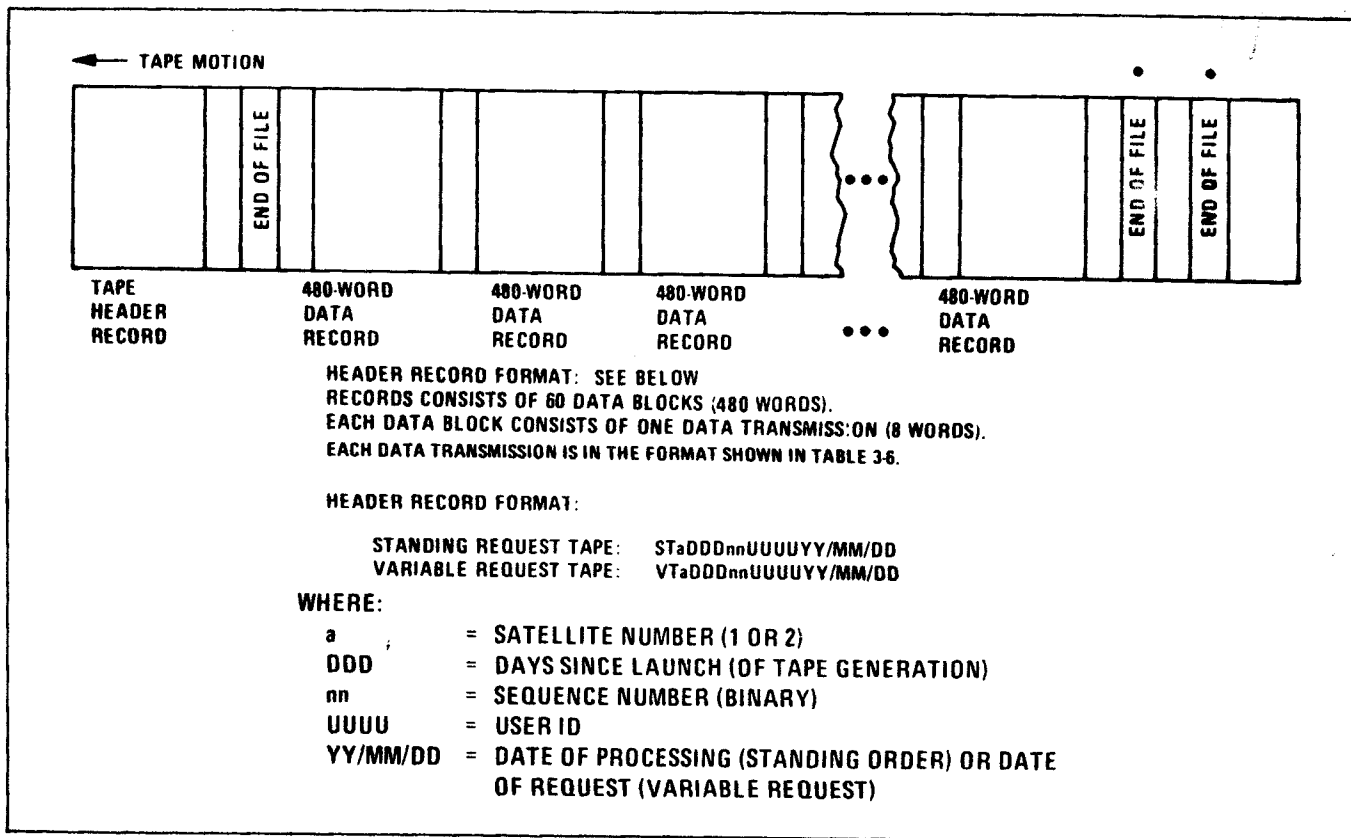 TAPE MOTION
END OF FILE
END OF FILE
END OF FILE
TAPE
HEADER
RECORD
480-WORD
DATA
RECORD
480-WORD
DATA
RECORD
480-WORD
DATA
RECORD
480-WORD
DATA
RECORD
HEADER RECORD FORMAT: SEE BELOW
RECORDS CONSISTS OF 60 DATA BLOCKS (480 WORDS).
EACH DATA BLOCK CONSISTS OF ONE DATA TRANSMISSION (8 WORDS).
EACH DATA TRANSMISSION IS IN THE FORMAT SHOWN IN TABLE 3-6.
HEADER RECORD FORMAT:
STANDING REQUEST TAPE: STaDDDnnUUUUYY/MM/DD
VARIABLE REQUEST TAPE: VTaDDDnnUUUUYY/MM/DD
WHERE:
a = SATELLITE NUMBER (1 OR 2)
DDD = DAYS SINCE LAUNCH (OF TAPE GENERATION)
nn = SEQUENCE NUMBER (BINARY)
UUUU = USER ID
YY/MM/DD = DATE OF PROCESSING (STANDING ORDER) OR DATE
OF REQUEST (VARIABLE REQUEST)